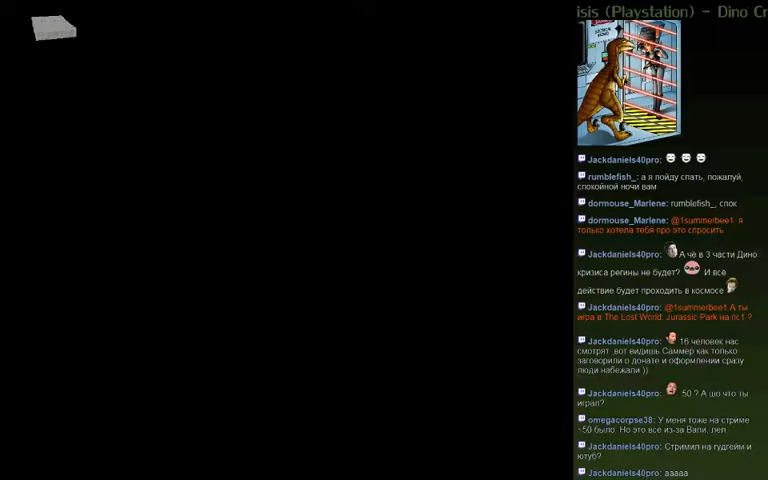 isis (Playstation) - Dino Cr
Jackdaniels40pro:
rumblefish_: а я пойду спать, пожалуй,
спокойной ночи вам
dormouse_Marlene: rumblefish_, спок
dormouse_Marlene: @1summerbee1 я
только хотела тебя про это спросить
Jackdaniels40pro: А чё в 3 части Дино
кризиса регины не будет? И всё
действие будет проходить в космосе
Jackdaniels40pro: @1summerbee1 А ты
игра в The Lost World: Jurassic Park на пс1 ?
Jackdaniels40pro: 16 человек нас
смотрят ,вот видишь Саммер как только
заговорили о донате и оформлении сразу
люди набежали ))
Jackdaniels40pro: 50 ? А шо что ты
играл?
omegacorpse38: У меня тоже на стриме
~50 было. Но это все из-за Вали, лел.
Jackdaniels40pro: Стримил на гудгейм и
ютуб?
Jackdaniels40pro: ааааа